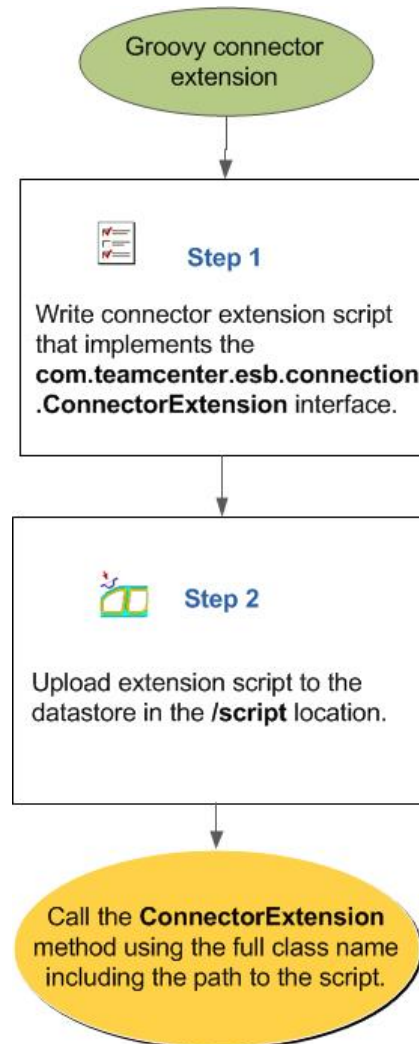 Groovy connector
extension
Step 1
Write connector extension script
that implements the
com.teamcenter.esb.connection
.ConnectorExtension interface.
Step 2
Upload extension script to the
datastore in the /script location.
Call the ConnectorExtension
method using the full class name
including the path to the script.